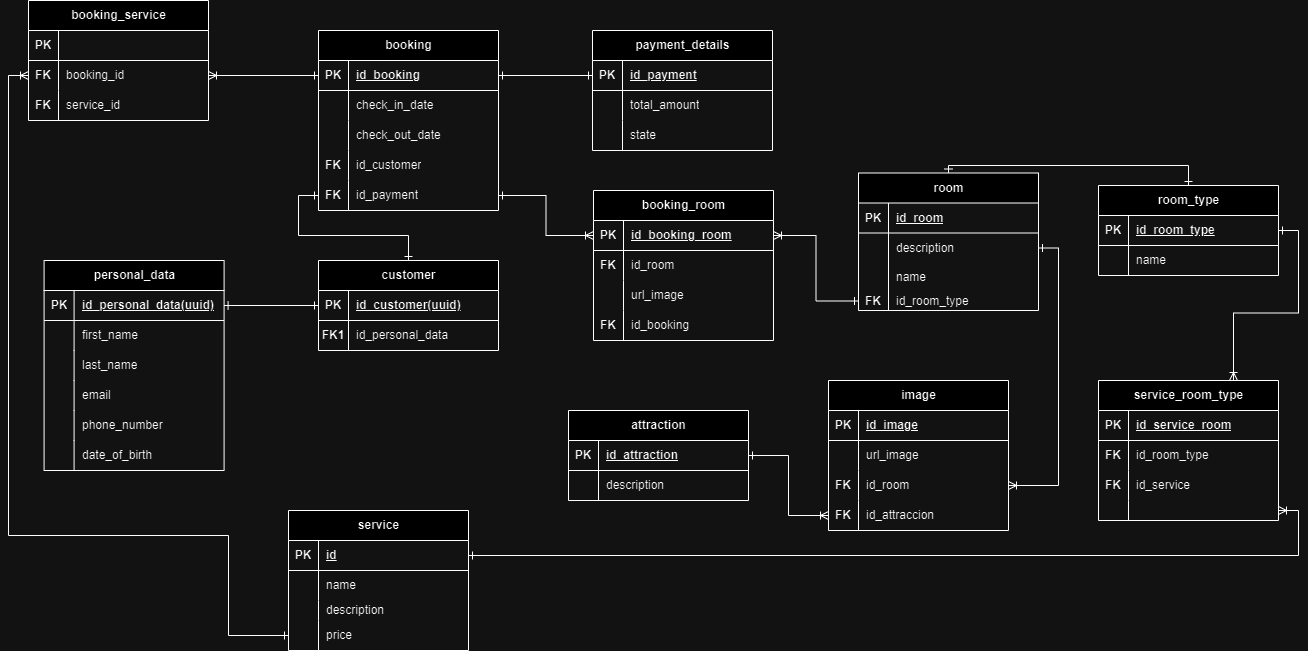 booking_service
PK
FK booking_id
FK service_id
booking
PK id_booking
check_in_date
check_out_date
FK id_customer
FK id_payment
payment_details
PK id_payment
total_amount
state
room
PK id_room
description
name
FK id_room_type
room_type
PK id_room_type
name
booking_room
PK id_booking_room
FK id_room
url_image
FK id_booking
personal_data
PK id_personal_data(uuid)
first_name
last_name
email
phone_number
date_of_birth
customer
PK id_customer(uuid)
FK1 id_personal_data
attraction
PK id_attraction
description
image
PK id_image
url_image
FK id_room
FK id_attraccion
service_room_type
PK id_service_room
FK id_room_type
FK id_service
service
PK id
name
description
price